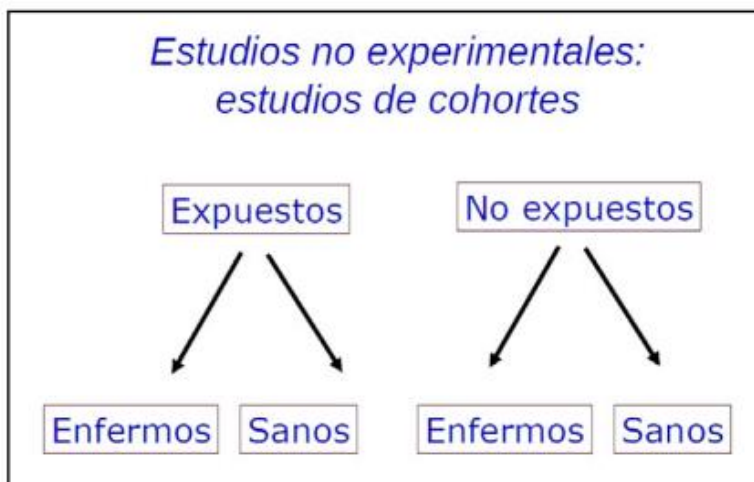 Estudios no experimentales:
estudios de cohortes
Expuestos
No expuestos
Enfermos
Sanos
Enfermos
Sanos